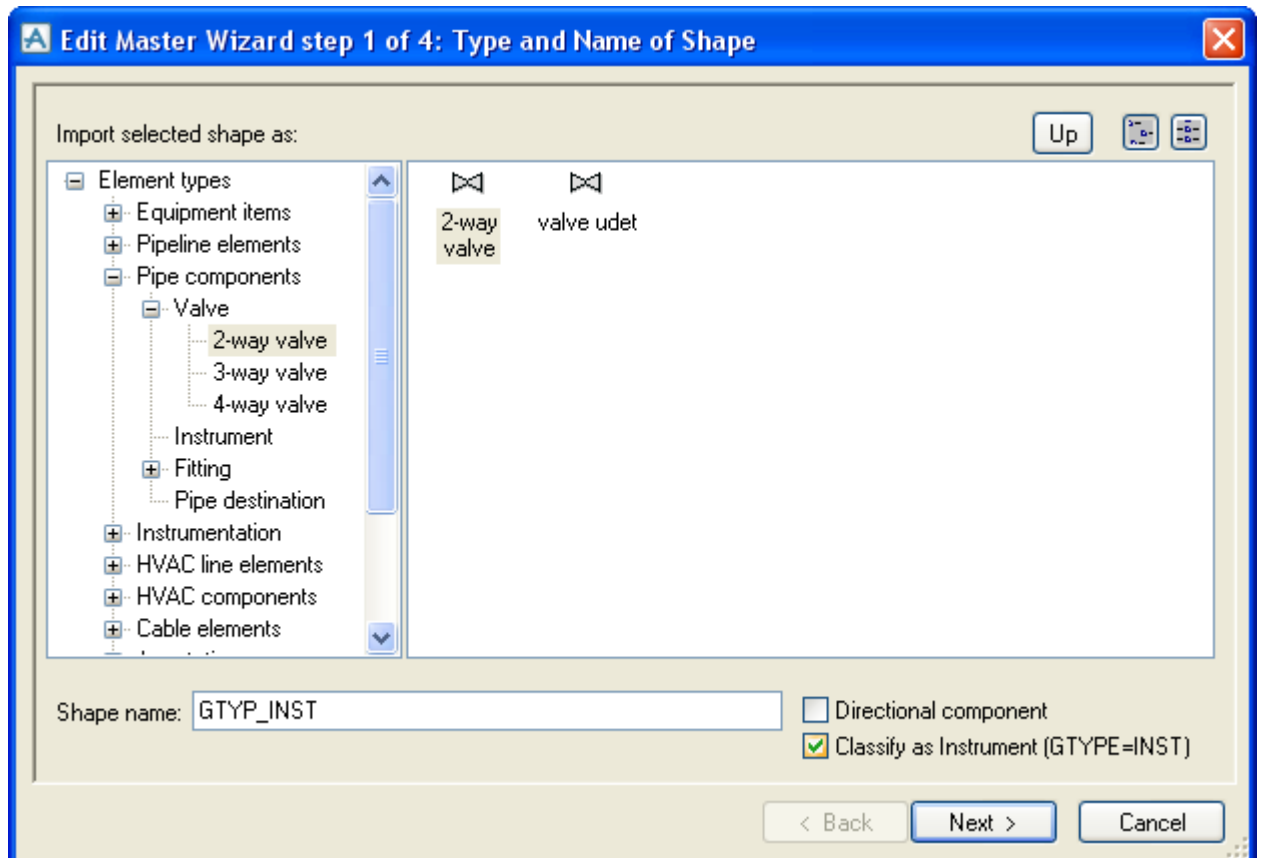 Edit Master Wizard step 1 of 4: Type and Name of Shape
Import selected shape as:
Up
Element types
Equipment items
Pipeline elements
Pipe components
Valve
2-way valve
3-way valve
4-way valve
Instrument
Fitting
Pipe destination
Instrumentation
HVAC line elements
HVAC components
Cable elements
2-way
valve
valve udet
Shape name: GTYP_INST
Directional component
Classify as Instrument (GTYPE=INST)
< Back
Next >
Cancel